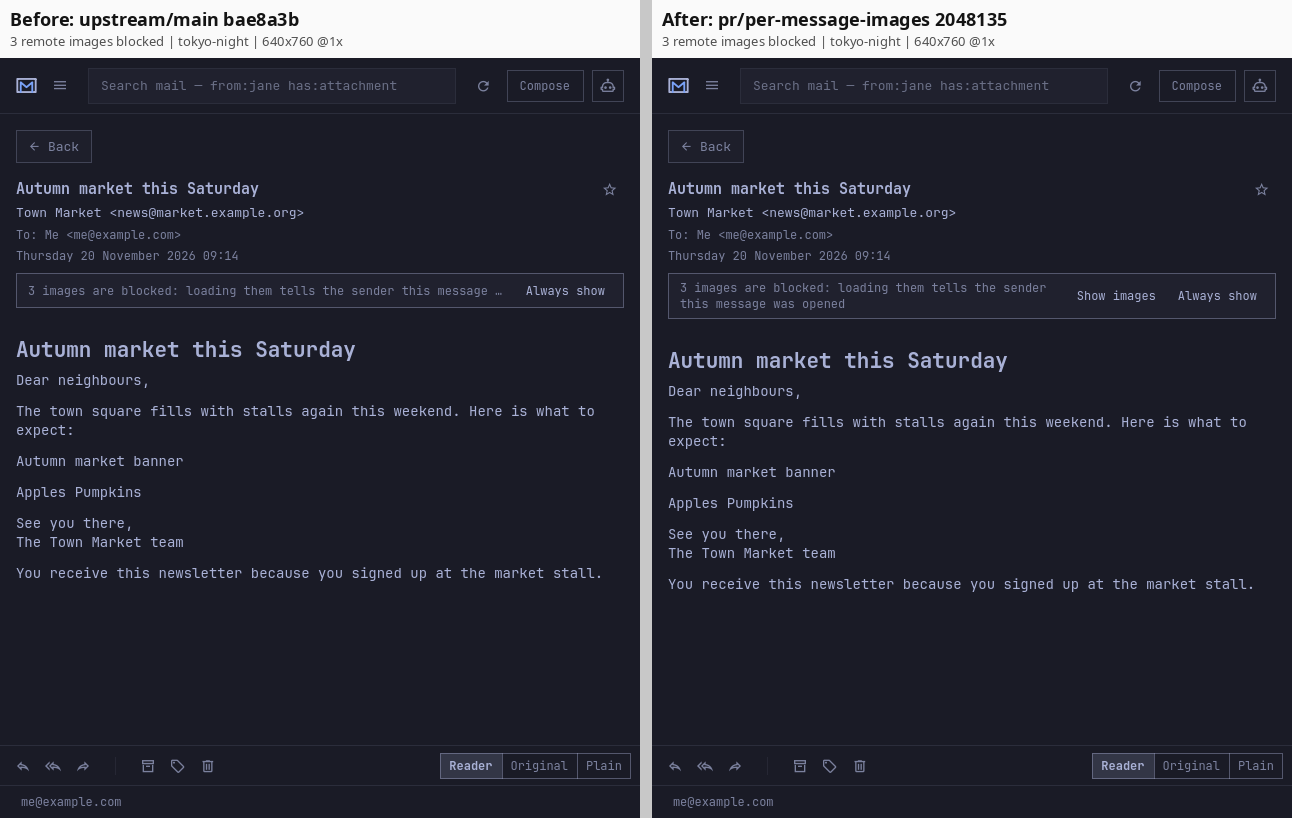 Before: upstream/main bae8a3b
3 remote images blocked | tokyo-night | 640x760 @1x
Search mail — from:jane has:attachment
Compose
← Back
Autumn market this Saturday
Town Market <news@market.example.org>
To: Me <me@example.com>
Thursday 20 November 2026 09:14
3 images are blocked: loading them tells the sender this message … Always show
Autumn market this Saturday
Dear neighbours,
The town square fills with stalls again this weekend. Here is what to
expect:
Autumn market banner
Apples Pumpkins
See you there,
The Town Market team
You receive this newsletter because you signed up at the market stall.
Reader Original Plain
me@example.com
After: pr/per-message-images 2048135
3 remote images blocked | tokyo-night | 640x760 @1x
Search mail — from:jane has:attachment
Compose
← Back
Autumn market this Saturday
Town Market <news@market.example.org>
To: Me <me@example.com>
Thursday 20 November 2026 09:14
3 images are blocked: loading them tells the sender
this message was opened
Show images Always show
Autumn market this Saturday
Dear neighbours,
The town square fills with stalls again this weekend. Here is what to
expect:
Autumn market banner
Apples Pumpkins
See you there,
The Town Market team
You receive this newsletter because you signed up at the market stall.
Reader Original Plain
me@example.com